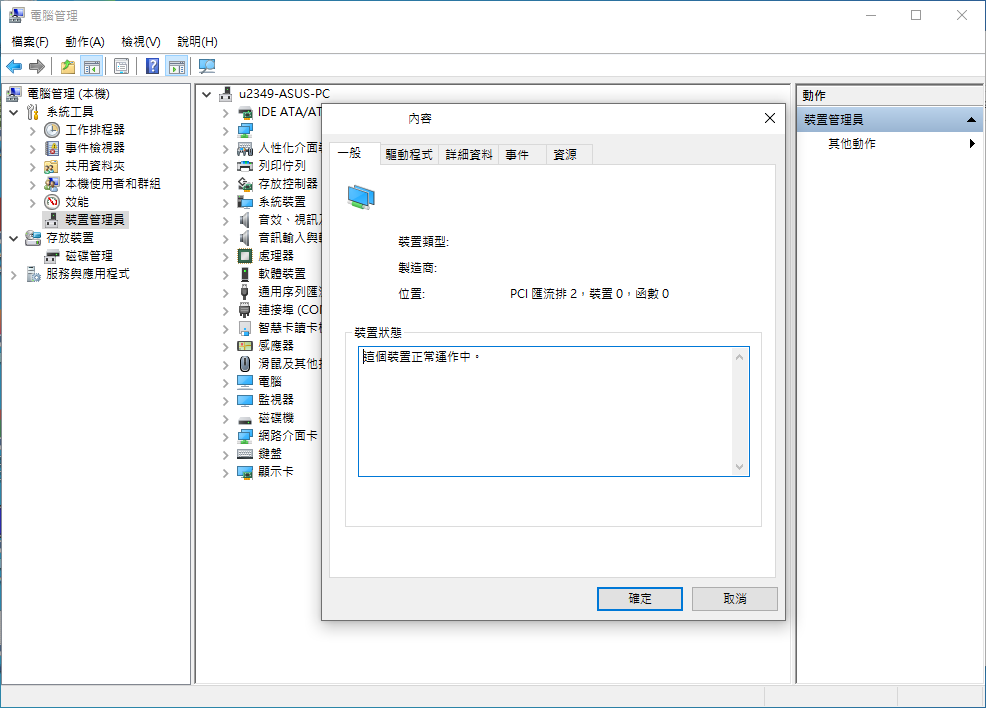 電腦管理
檔案(F) 動作(A) 檢視(V) 說明(H)
電腦管理 (本機)
系統工具
工作排程器
事件檢視器
共用資料夾
本機使用者和群組
效能
裝置管理員
存放裝置
磁碟管理
服務與應用程式
u2349-ASUS-PC
IDE ATA/AT
人性化介面
列印佇列
存放控制器
系統裝置
音效、視訊
音訊輸入與
處理器
軟體裝置
通用序列匯
連接埠 (CO
智慧卡讀卡
感應器
滑鼠及其他
電腦
監視器
磁碟機
網路介面卡
鍵盤
顯示卡
內容
一般 驅動程式 詳細資料 事件 資源
裝置類型:
製造商:
位置: PCI 匯流排 2，裝置 0，函數 0
裝置狀態
這個裝置正常運作中。
確定 取消
動作
裝置管理員
其他動作